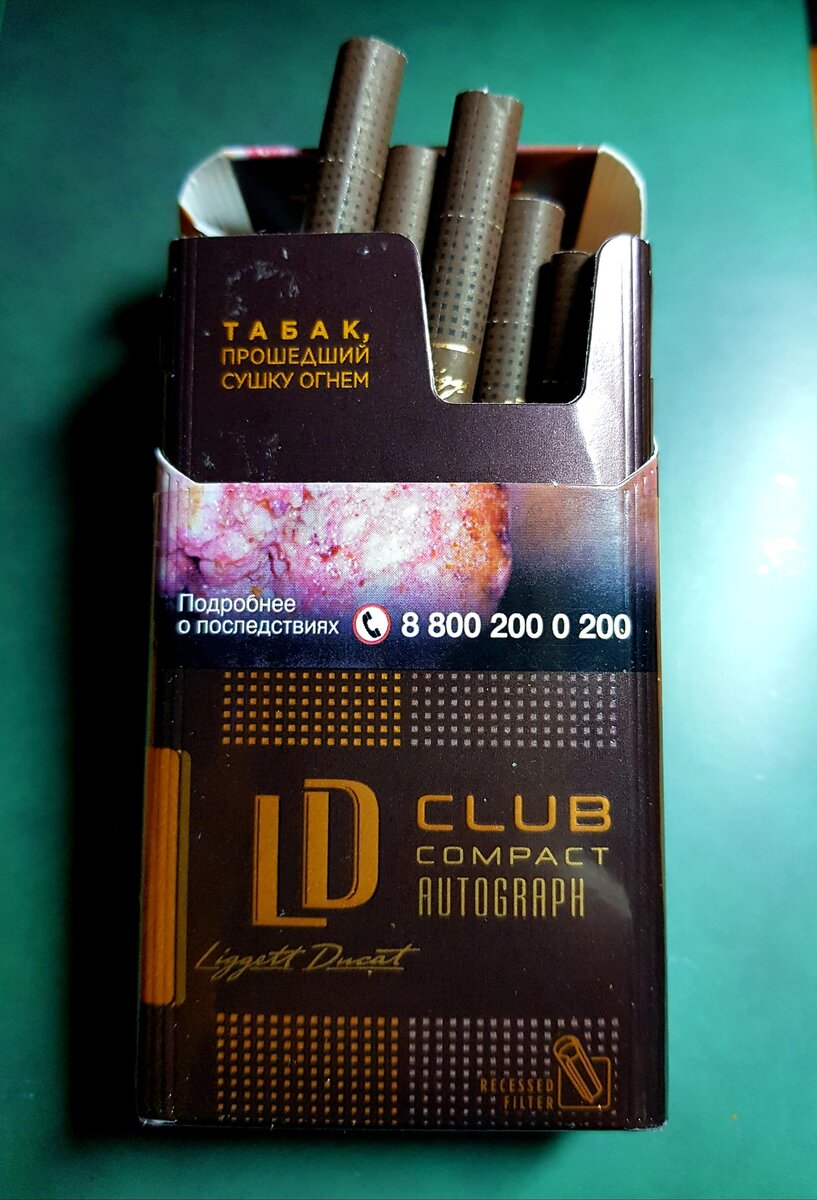 ТАБАК,
ПРОШЕДШИЙ
СУШКУ ОГНЕМ
Подробнее
о последствиях 8 800 200 0 200
LD CLUB
COMPACT
AUTOGRAPH
Liggett Ducat
RECESSED
FILTER